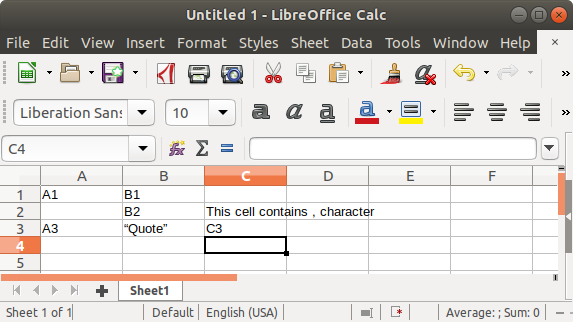 Untitled 1 - LibreOffice Calc
File Edit View Insert Format Styles Sheet Data Tools Window Help ×
Liberation Sans 10 a a a a
C4 fx Σ =
A B C D E F
1 A1 B1
2 B2 This cell contains , character
3 A3 “Quote” C3
4
5
Sheet1
Sheet 1 of 1 Default English (USA) Average: ; Sum: 0